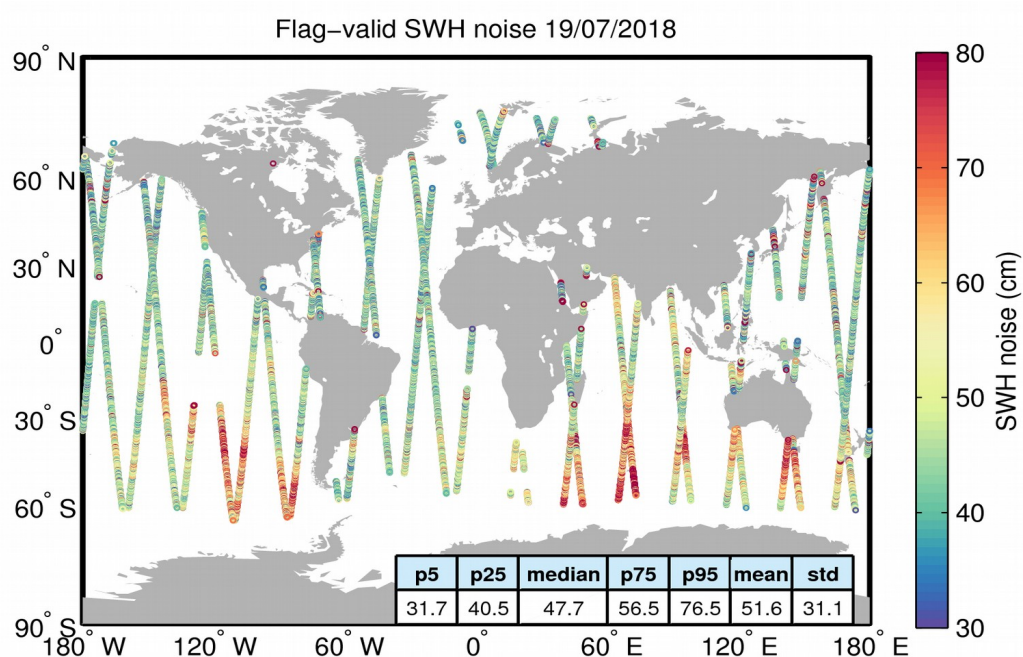 Flag−valid SWH noise 19/07/2018
90° N
60° N
30° N
0°
30° S
60° S
90° S
180° W
120° W
60° W
0°
60° E
120° E
180° E
80
70
60
50
40
30
SWH noise (cm)
p5 p25 median p75 p95 mean std
31.7 40.5 47.7 56.5 76.5 51.6 31.1